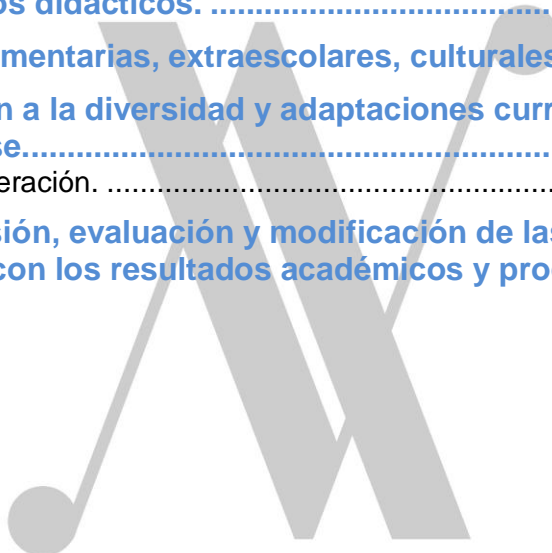 os didácticos. ..........................................
mentarias, extraescolares, culturales
n a la diversidad y adaptaciones curr
se.................................................................
eración. ......................................................
sión, evaluación y modificación de las
con los resultados académicos y pro